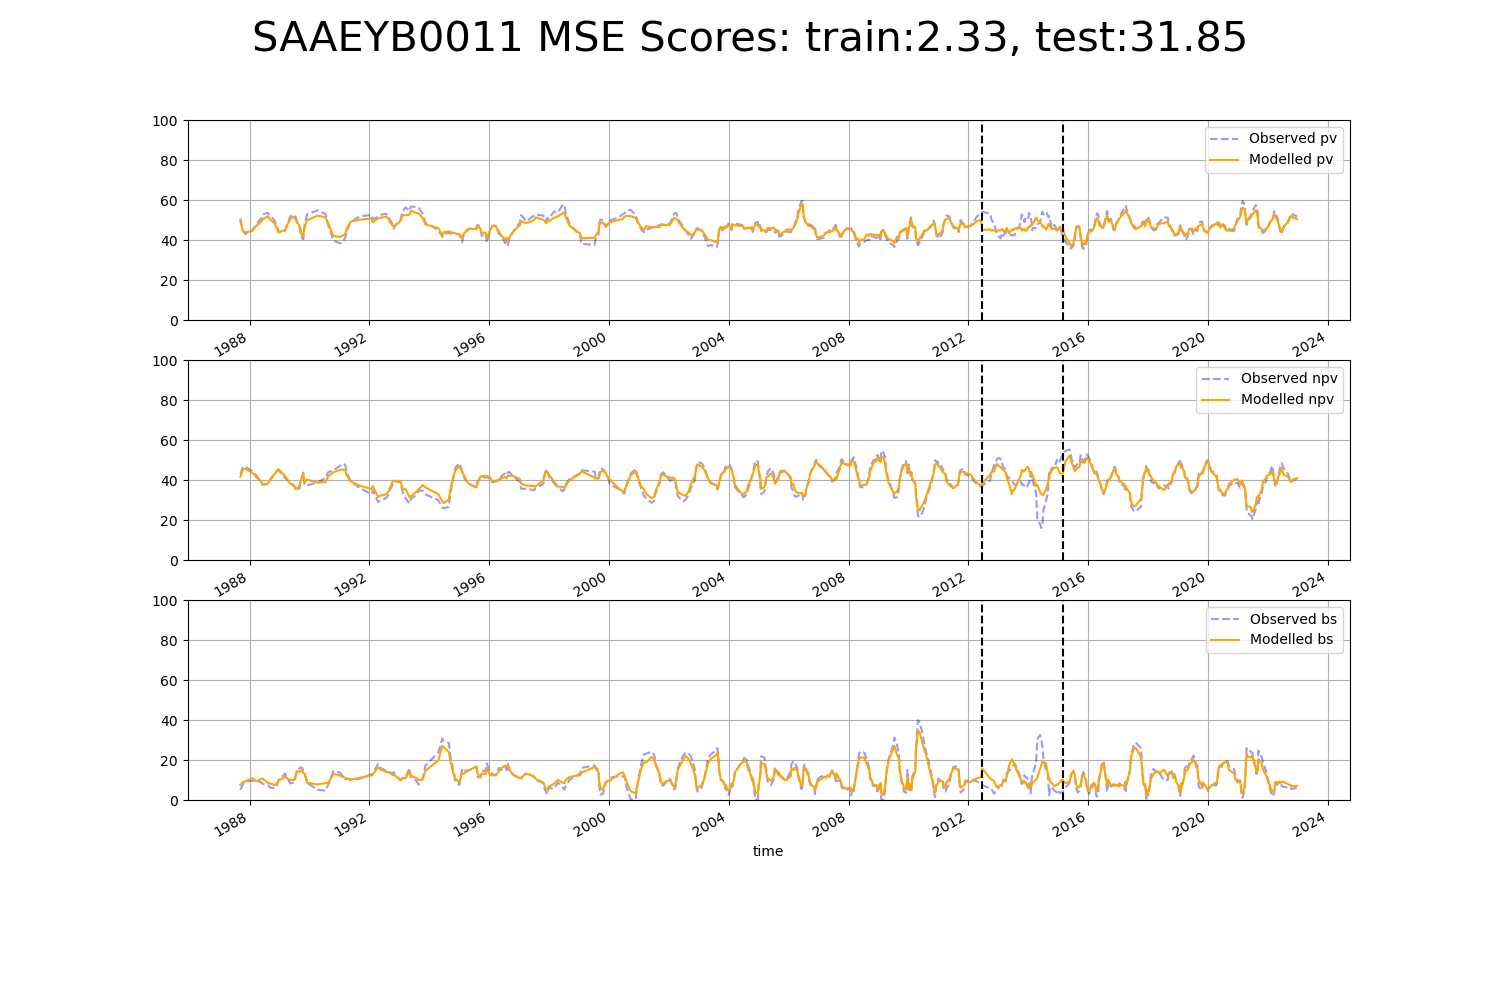 SAAEYB0011 MSE Scores: train:2.33, test:31.85
100
80
60
40
20
0
Observed pv
Modelled pv
1988 1992 1996 2000 2004 2008 2012 2016 2020 2024
100
80
60
40
20
0
Observed npv
Modelled npv
1988 1992 1996 2000 2004 2008 2012 2016 2020 2024
100
80
60
40
20
0
Observed bs
Modelled bs
1988 1992 1996 2000 2004 2008 2012 2016 2020 2024
time